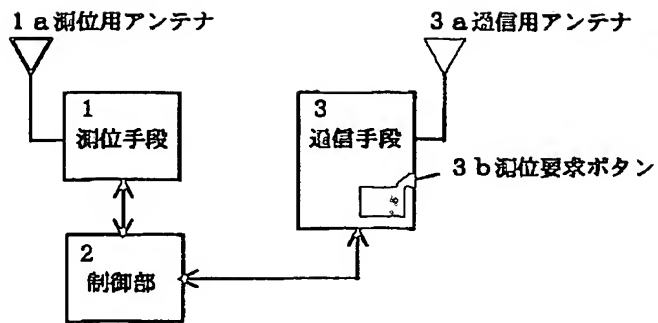 1a測位用アンテナ
3a通信用アンテナ
1
測位手段
3
通信手段
3b測位要求ボタン
2
制御部